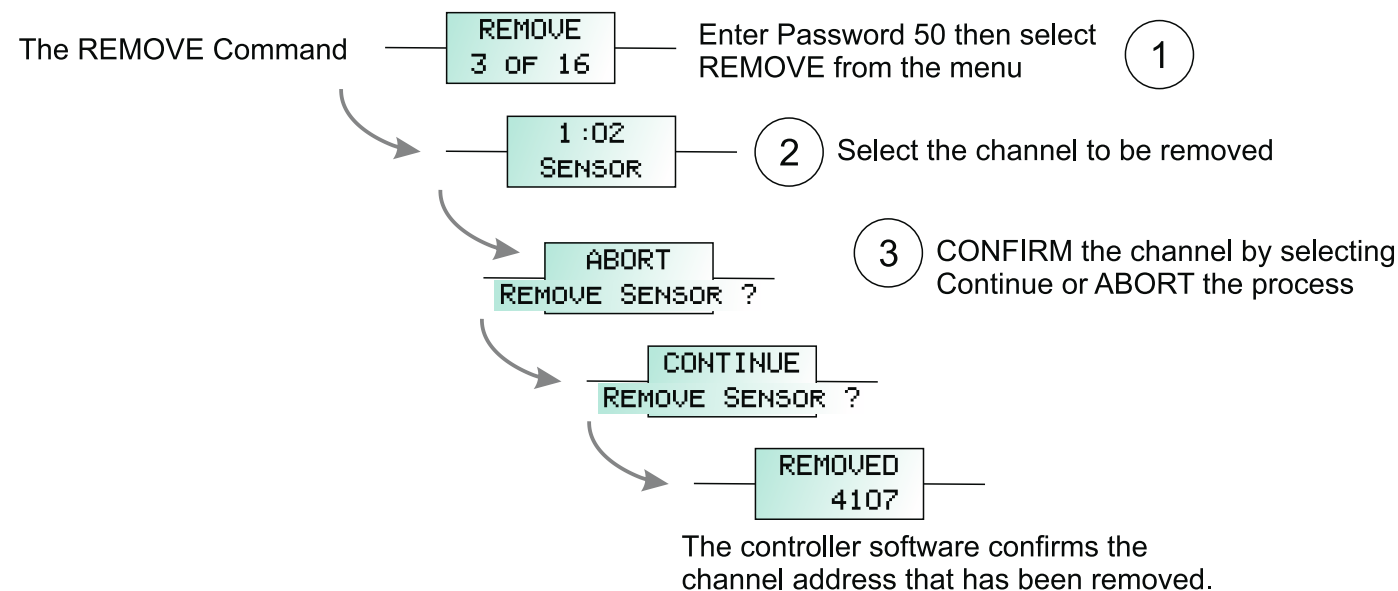 The REMOVE Command
REMOVE
3 OF 16
Enter Password 50 then select
REMOVE from the menu
1
1:02
SENSOR
2
Select the channel to be removed
ABORT
REMOVE SENSOR ?
3
CONFIRM the channel by selecting
Continue or ABORT the process
CONTINUE
REMOVE SENSOR ?
REMOVED
4107
The controller software confirms the
channel address that has been removed.